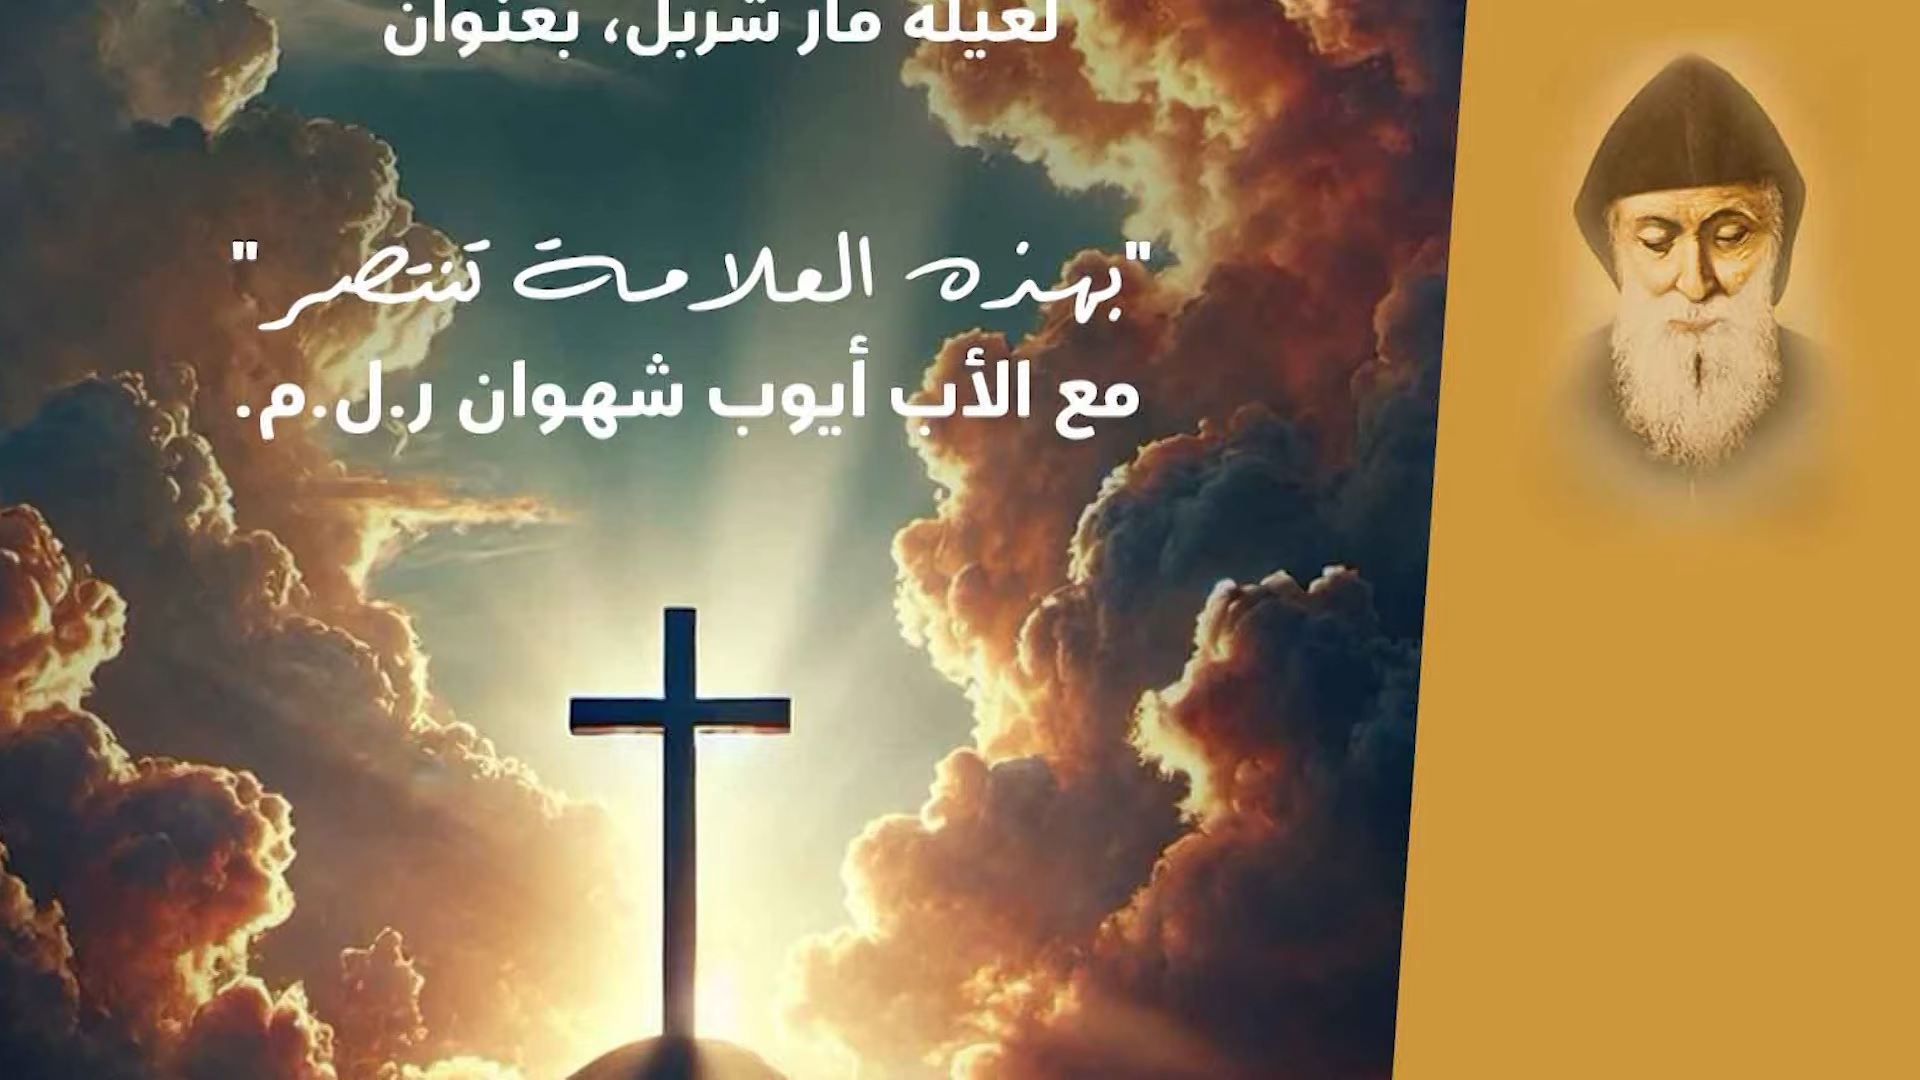 لعيلة مار شربل، بعنوان
"بهذه العلامة تنتصر"
مع الأب أيوب شهوان ر.ل.م.